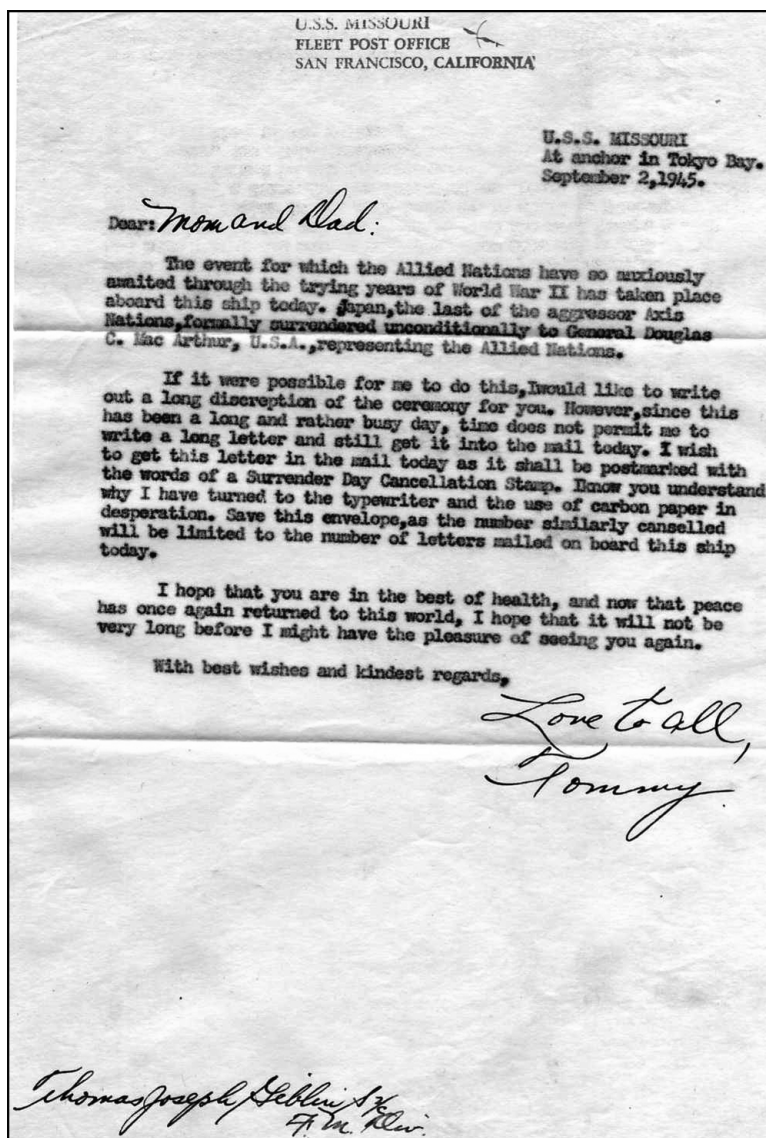 U.S.S. MISSOURI
FLEET POST OFFICE
SAN FRANCISCO, CALIFORNIA
U.S.S. MISSOURI
At anchor in Tokyo Bay.
September 2,1945.
Dear: Mom and Dad:
The event for which the Allied Nations have so anxiously
awaited through the trying years of World War II has taken place
aboard this ship today. Japan,the last of the aggressor Axis
Nations,formally surrendered unconditionally to General Douglas
C. Mac Arthur, U.S.A.,representing the Allied Nations.
If it were possible for me to do this,Iwould like to write
out a long discreption of the ceremony for you. However,since this
has been a long and rather busy day, time does not permit me to
write a long letter and still get it into the mail today. I wish
to get this letter in the mail today as it shall be postmarked with
the words of a Surrender Day Cancellation Stamp. Iknow you understand
why I have turned to the typewriter and the use of carbon paper in
desperation. Save this envelope,as the number similarly canselled
will be limited to the number of letters mailed on board this ship
today.
I hope that you are in the best of health, and now that peace
has once again returned to this world, I hope that it will not be
very long before I might have the pleasure of seeing you again.
With best wishes and kindest regards,
Love to all,
Tommy
Thomas Joseph Giblin S/c
F.M. Div.